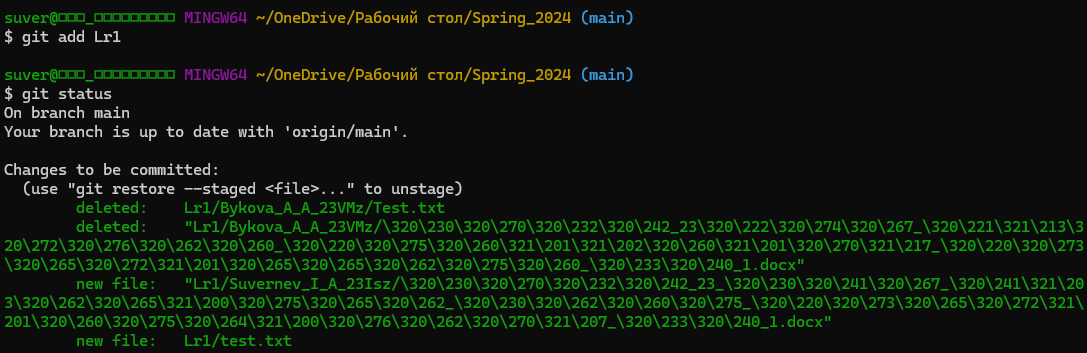 suver@□□□_□□□□□□□□□ MINGW64 ~/OneDrive/Рабочий стол/Spring_2024 (main)
$ git add Lr1
suver@□□□_□□□□□□□□□ MINGW64 ~/OneDrive/Рабочий стол/Spring_2024 (main)
$ git status
On branch main
Your branch is up to date with 'origin/main'.
Changes to be committed:
(use "git restore --staged <file>..." to unstage)
deleted: Lr1/Bykova_A_A_23VMz/Test.txt
deleted: "Lr1/Bykova_A_A_23VMz/\320\230\320\270\320\232\320\242_23\320\222\320\274\320\267_\320\221\321\213\3
20\272\320\276\320\262\320\260_\320\220\320\275\320\260\321\201\321\202\320\260\321\201\320\270\321\217_\320\220\320\273
\320\265\320\272\321\201\320\265\320\265\320\262\320\275\320\260_\320\233\320\240_1.docx"
new file: "Lr1/Suvernev_I_A_23Isz/\320\230\320\270\320\232\320\242_23_\320\230\320\241\320\267_\320\241\321\20
3\320\262\320\265\321\200\320\275\320\265\320\262_\320\230\320\262\320\260\320\275_\320\220\320\273\320\265\320\272\321\
201\320\260\320\275\320\264\321\200\320\276\320\262\320\270\321\207_\320\233\320\240_1.docx"
new file: Lr1/test.txt